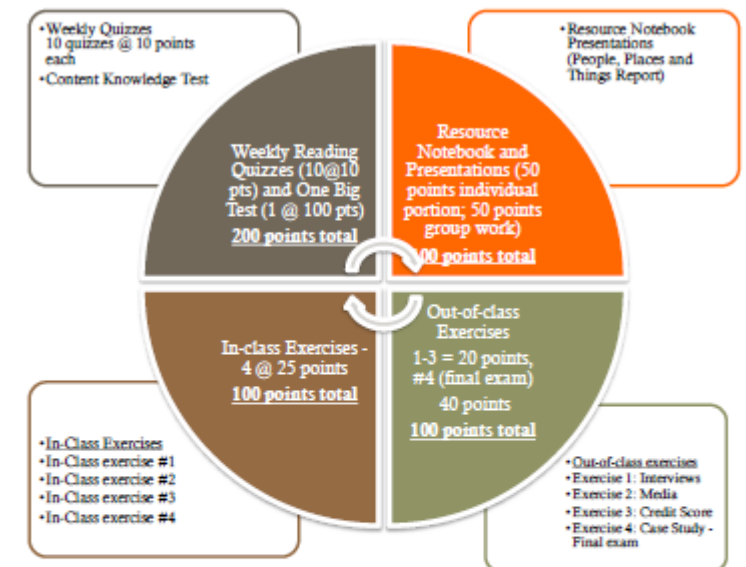 •Weekly Quizzes
10 quizzes @ 10 points
each
•Content Knowledge Test
•Resource Notebook
Presentations
(People, Places and
Things Report)
Weekly Reading
Quizzes (10@10
pts) and One Big
Test (1 @ 100 pts)
200 points total
Resource
Notebook and
Presentations (50
points individual
portion; 50 points
group work)
00 points total
In-class Exercises -
4 @ 25 points
100 points total
Out-of-class
Exercises
1-3 = 20 points,
#4 (final exam)
40 points
100 points total
•In-Class Exercises
•In-Class exercise #1
•In-Class exercise #2
•In-Class exercise #3
•In-Class exercise #4
•Out-of-class exercises
•Exercise 1: Interviews
•Exercise 2: Media
•Exercise 3: Credit Score
•Exercise 4: Case Study -
Final exam